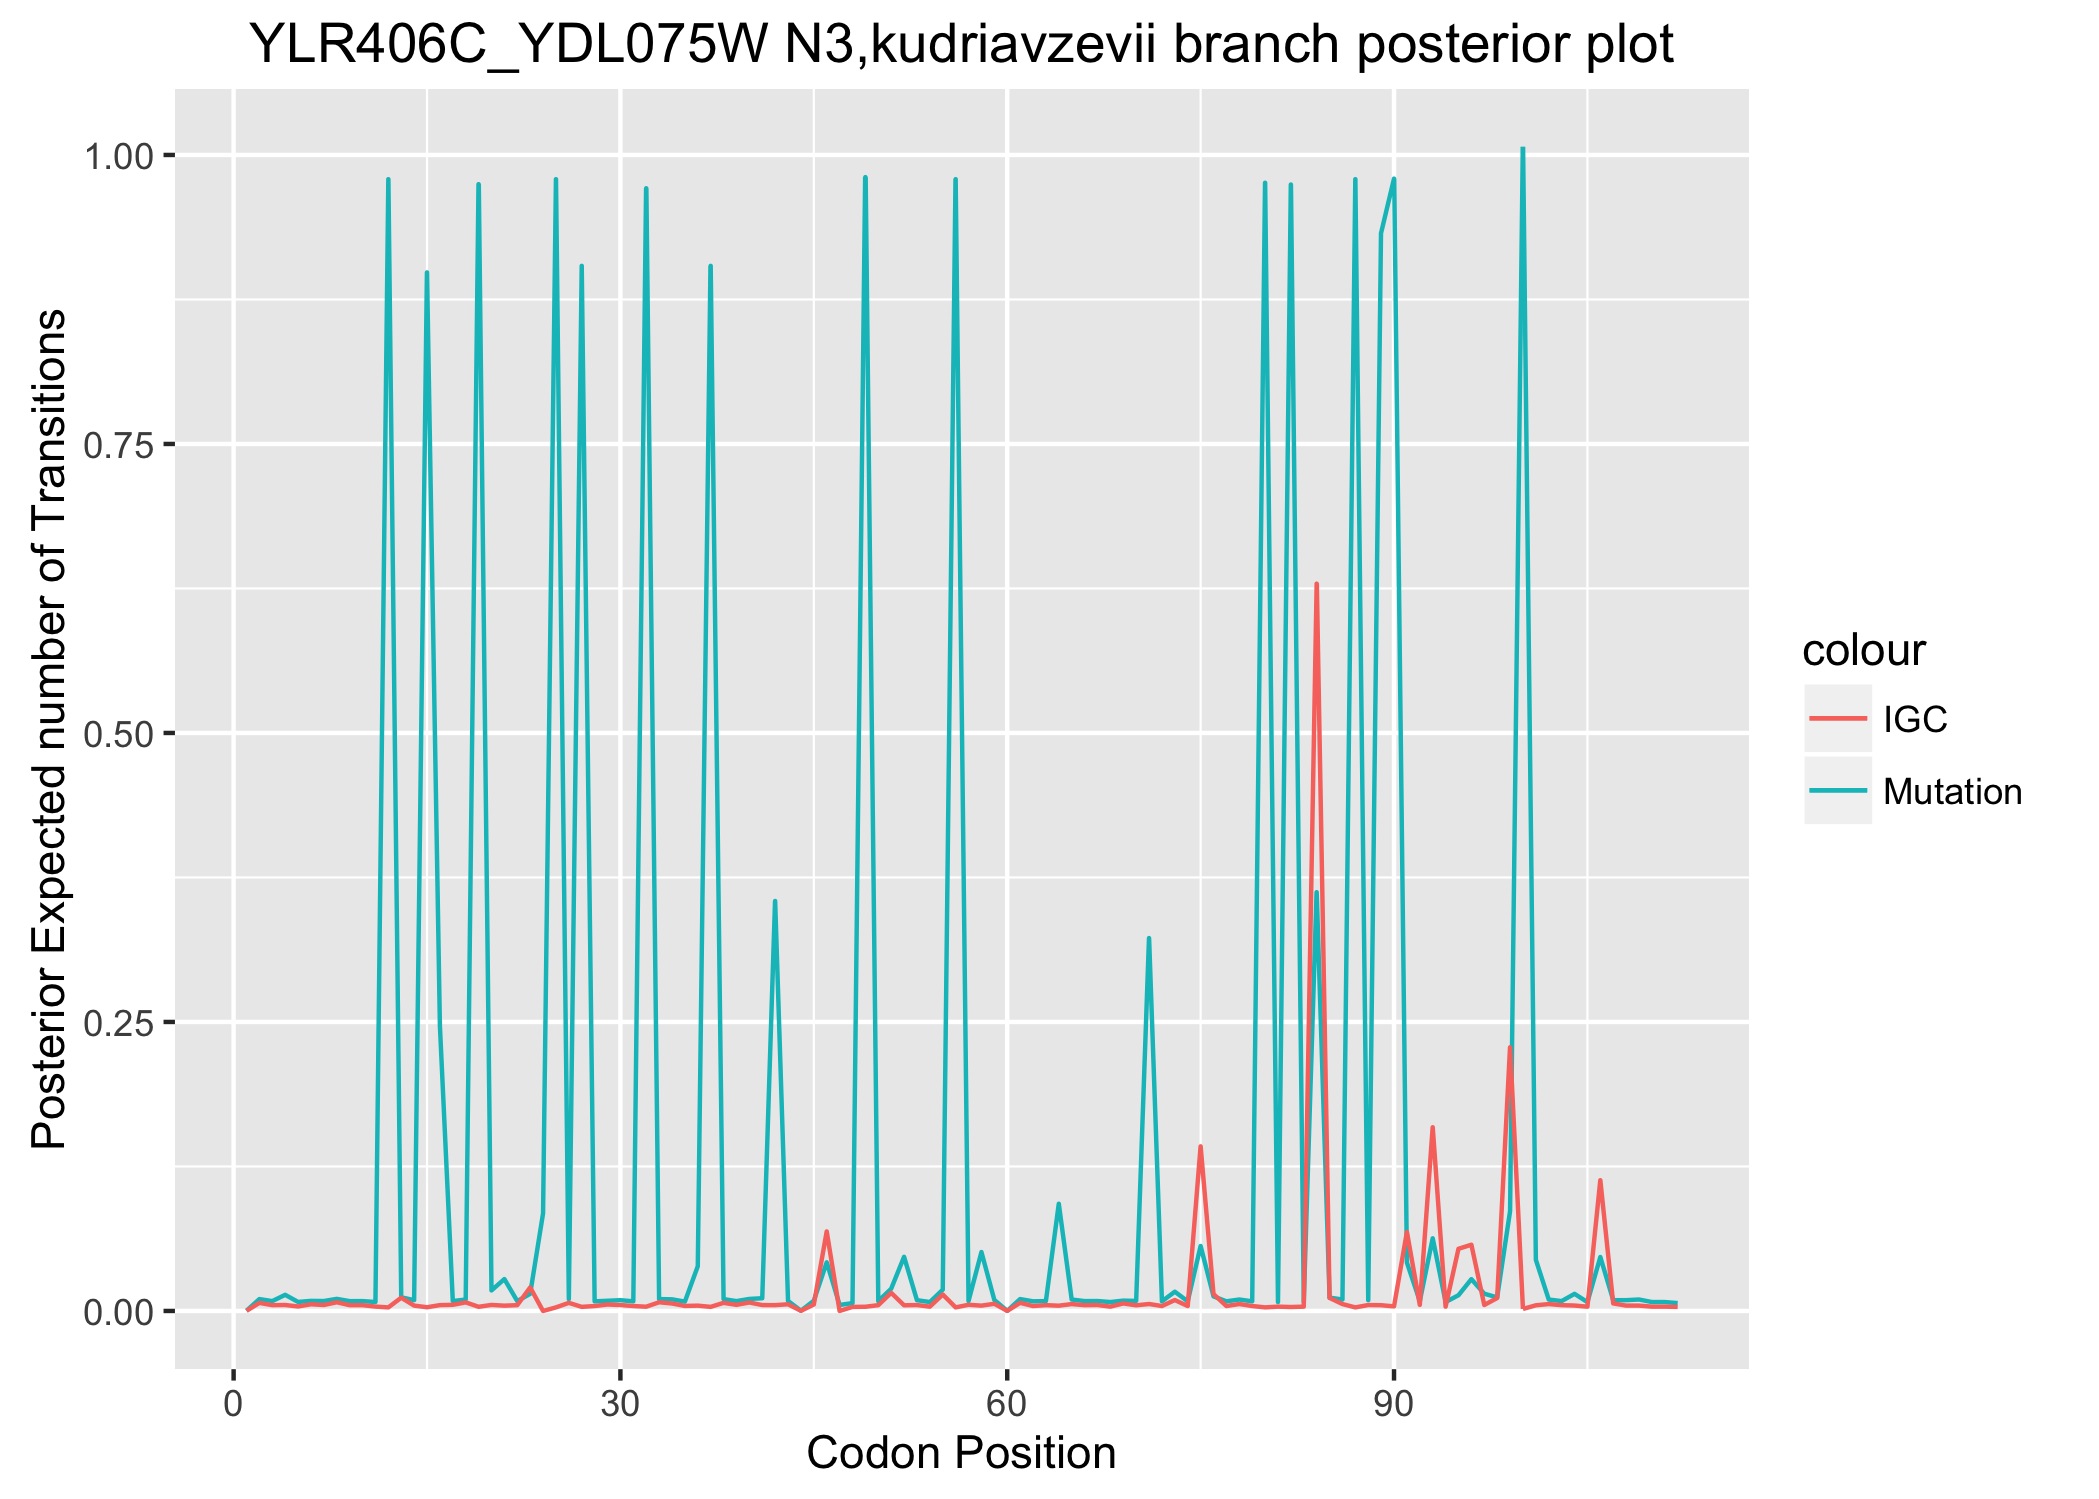 YLR406C_YDL075W N3,kudriavzevii branch posterior plot
Posterior Expected number of Transitions
1.00
0.75
0.50
0.25
0.00
0
30
60
90
Codon Position
colour
IGC
Mutation